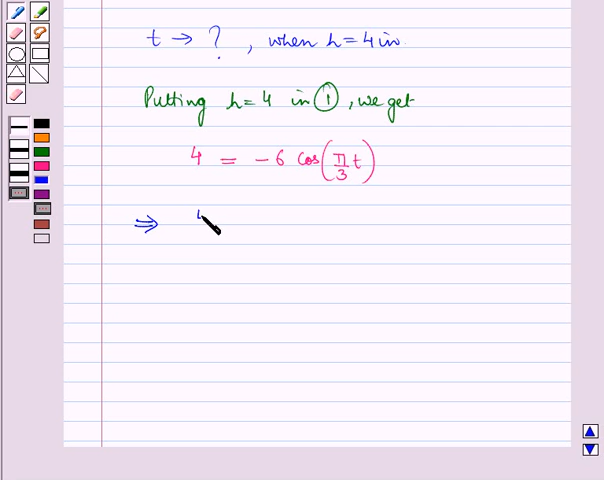 t → ? , when h = 4 in
Putting h = 4 in ①, we get
4 = -6 cos(π/3 t)
⇒